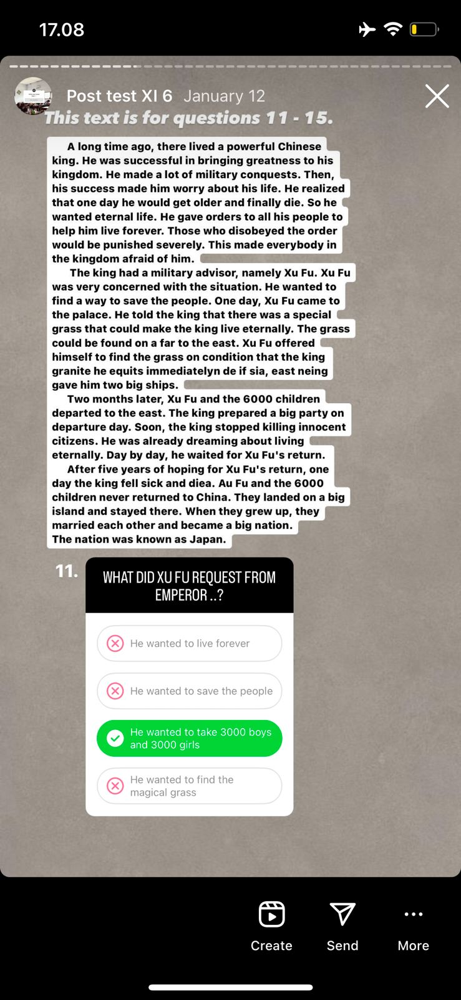 17.08
Post test XI 6 January 12
This text is for questions 11 - 15.
A long time ago, there lived a powerful Chinese
king. He was successful in bringing greatness to his
kingdom. He made a lot of military conquests. Then,
his success made him worry about his life. He realized
that one day he would get older and finally die. So he
wanted eternal life. He gave orders to all his people to
help him live forever. Those who disobeyed the order
would be punished severely. This made everybody in
the kingdom afraid of him.
The king had a military advisor, namely Xu Fu. Xu Fu
was very concerned with the situation. He wanted to
find a way to save the people. One day, Xu Fu came to
the palace. He told the king that there was a special
grass that could make the king live eternally. The grass
could be found on a far to the east. Xu Fu offered
himself to find the grass on condition that the king
granite he equits immediatelyn de if sia, east neing
gave him two big ships.
Two months later, Xu Fu and the 6000 children
departed to the east. The king prepared a big party on
departure day. Soon, the king stopped killing innocent
citizens. He was already dreaming about living
eternally. Day by day, he waited for Xu Fu's return.
After five years of hoping for Xu Fu's return, one
day the king fell sick and diea. Au Fu and the 6000
children never returned to China. They landed on a big
island and stayed there. When they grew up, they
married each other and became a big nation.
The nation was known as Japan.
11.
WHAT DID XU FU REQUEST FROM
EMPEROR ..?
He wanted to live forever
He wanted to save the people
He wanted to take 3000 boys
and 3000 girls
He wanted to find the
magical grass
Create Send More